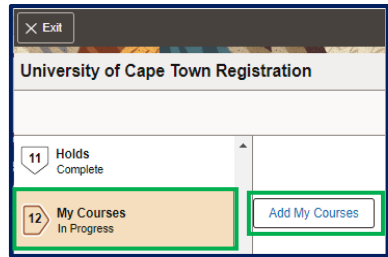 X Exit
University of Cape Town Registration
11 Holds
Complete
12 My Courses
In Progress
Add My Courses